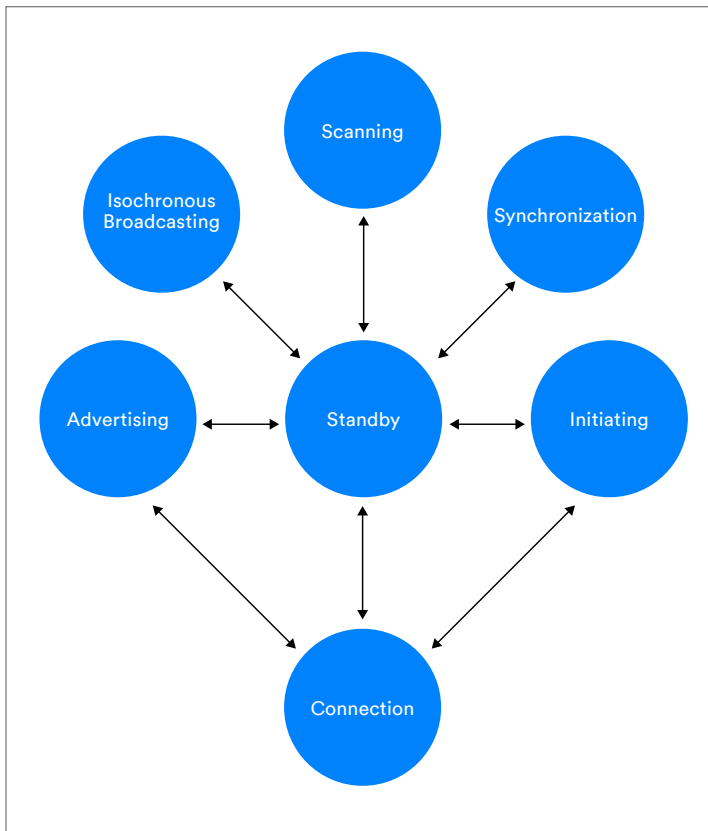 Scanning
Isochronous
Broadcasting
Synchronization
Advertising
Standby
Initiating
Connection